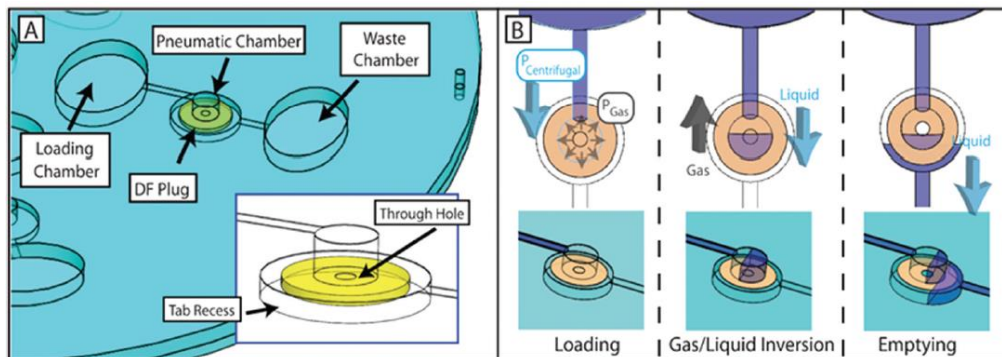 A
Pneumatic Chamber
Waste Chamber
Loading Chamber
DF Plug
Through Hole
Tab Recess
B
PCentrifugal
PGas
Liquid
Gas
Liquid
Loading
Gas/Liquid Inversion
Emptying